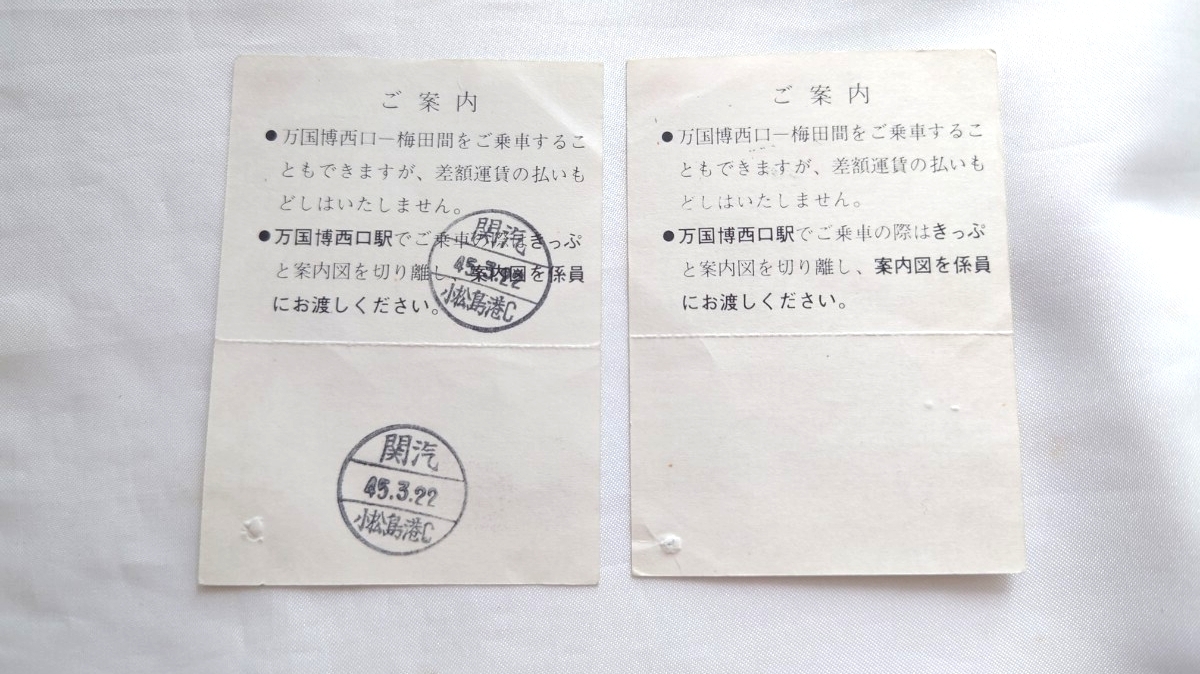 ご案内
●万国博西口―梅田間をご乗車するこ
ともできますが、差額運賃の払いも
どしはいたしません。
●万国博西口駅でご乗車の際はきっぷ
と案内図を切り離し、案内図を係員
にお渡しください。
関汽
45.3.22
小松島港C
関汽
45.3.22
小松島港C
ご案内
●万国博西口―梅田間をご乗車するこ
ともできますが、差額運賃の払いも
どしはいたしません。
●万国博西口駅でご乗車の際はきっぷ
と案内図を切り離し、案内図を係員
にお渡しください。